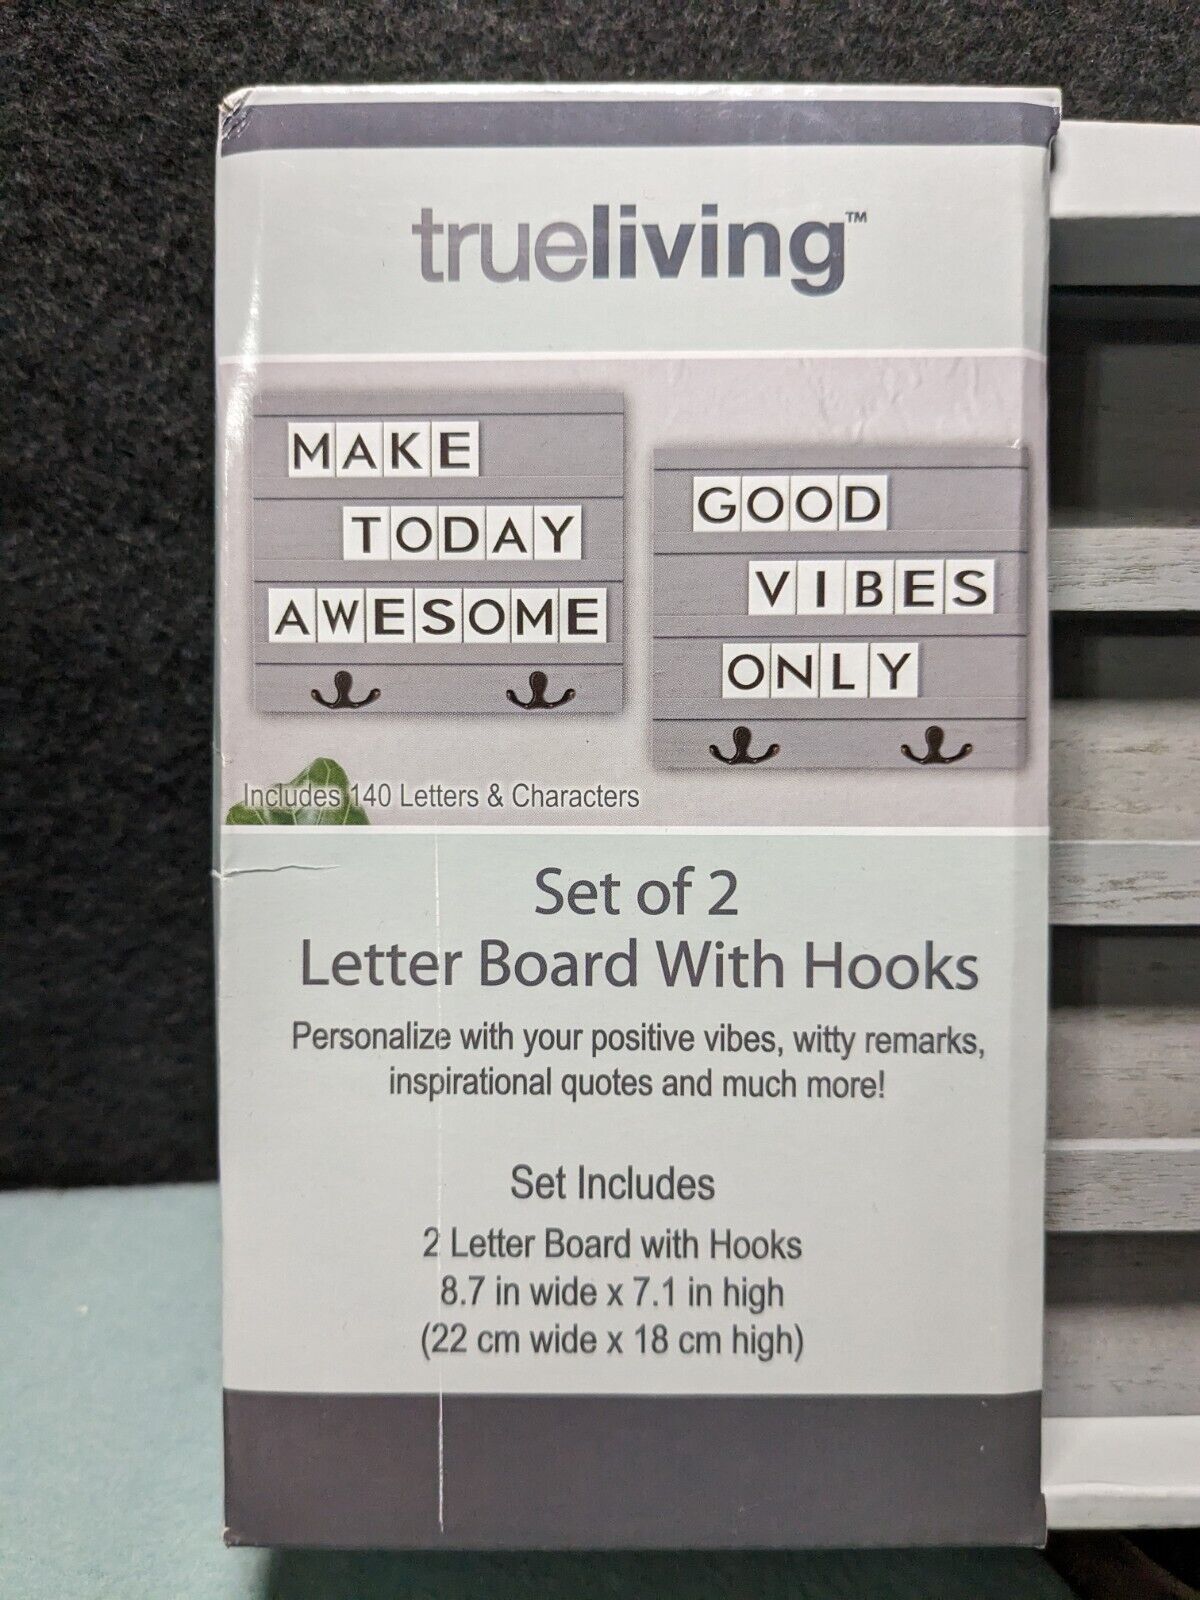 trueliving™
MAKE
TODAY
AWESOME
GOOD
VIBES
ONLY
Includes 140 Letters & Characters
Set of 2
Letter Board With Hooks
Personalize with your positive vibes, witty remarks,
inspirational quotes and much more!
Set Includes
2 Letter Board with Hooks
8.7 in wide x 7.1 in high
(22 cm wide x 18 cm high)